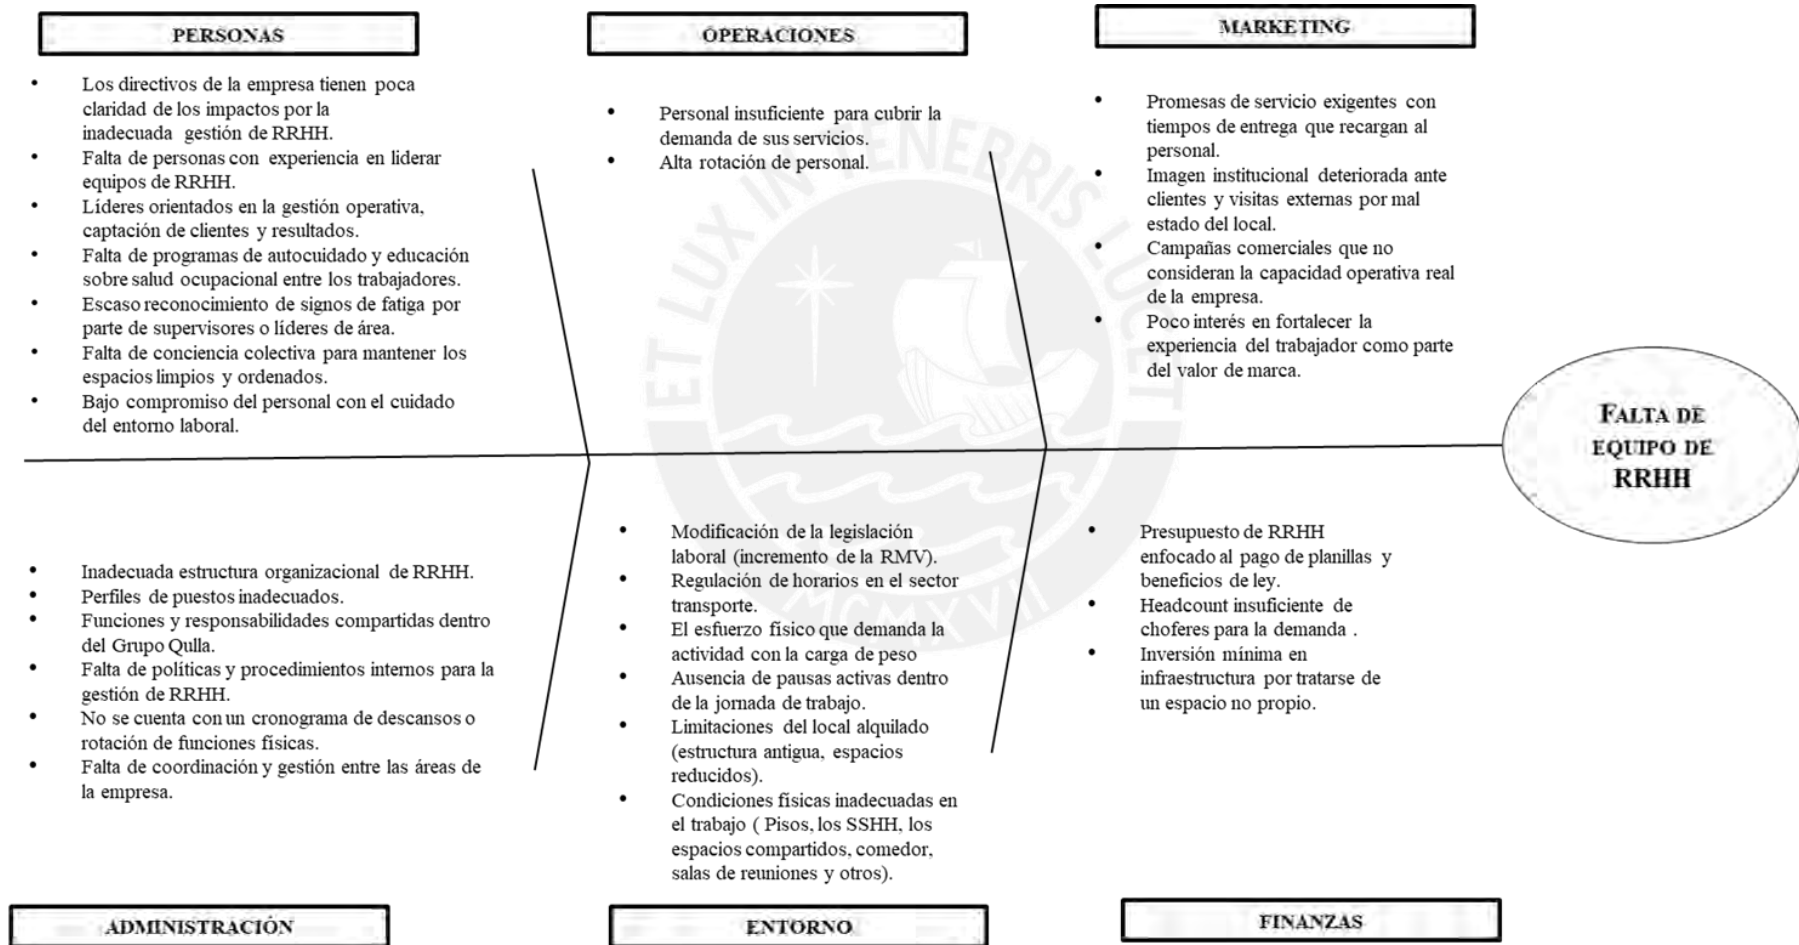 PERSONAS
• Los directivos de la empresa tienen poca
claridad de los impactos por la
inadecuada gestión de RRHH.
• Falta de personas con experiencia en liderar
equipos de RRHH.
• Líderes orientados en la gestión operativa,
captación de clientes y resultados.
• Falta de programas de autocuidado y educación
sobre salud ocupacional entre los trabajadores.
• Escaso reconocimiento de signos de fatiga por
parte de supervisores o líderes de área.
• Falta de conciencia colectiva para mantener los
espacios limpios y ordenados.
• Bajo compromiso del personal con el cuidado
del entorno laboral.
OPERACIONES
• Personal insuficiente para cubrir la
demanda de sus servicios.
• Alta rotación de personal.
MARKETING
• Promesas de servicio exigentes con
tiempos de entrega que recargan al
personal.
• Imagen institucional deteriorada ante
clientes y visitas externas por mal
estado del local.
• Campañas comerciales que no
consideran la capacidad operativa real
de la empresa.
• Poco interés en fortalecer la
experiencia del trabajador como parte
del valor de marca.
FALTA DE
EQUIPO DE
RRHH
• Inadecuada estructura organizacional de RRHH.
• Perfiles de puestos inadecuados.
• Funciones y responsabilidades compartidas dentro
del Grupo Qulla.
• Falta de políticas y procedimientos internos para la
gestión de RRHH.
• No se cuenta con un cronograma de descansos o
rotación de funciones físicas.
• Falta de coordinación y gestión entre las áreas de
la empresa.
ADMINISTRACIÓN
• Modificación de la legislación
laboral (incremento de la RMV).
• Regulación de horarios en el sector
transporte.
• El esfuerzo físico que demanda la
actividad con la carga de peso
• Ausencia de pausas activas dentro
de la jornada de trabajo.
• Limitaciones del local alquilado
(estructura antigua, espacios
reducidos).
• Condiciones físicas inadecuadas en
el trabajo ( Pisos, los SSHH, los
espacios compartidos, comedor,
salas de reuniones y otros).
ENTORNO
• Presupuesto de RRHH
enfocado al pago de planillas y
beneficios de ley.
• Headcount insuficiente de
choferes para la demanda .
• Inversión mínima en
infraestructura por tratarse de
un espacio no propio.
FINANZAS
ET LUX IN TENEBRIS LUCET
MCMXVII